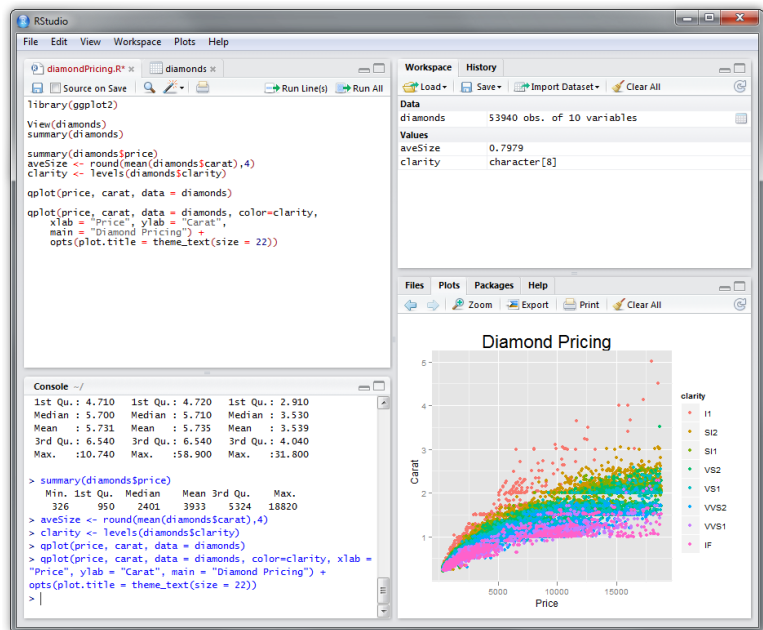 RStudio
File Edit View Workspace Plots Help
diamondPricing.R* diamonds
Source on Save Run Line(s) Run All
library(ggplot2)
View(diamonds)
summary(diamonds)
summary(diamonds$price)
aveSize <- round(mean(diamonds$carat),4)
clarity <- levels(diamonds$clarity)
qplot(price, carat, data = diamonds)
qplot(price, carat, data = diamonds, color=clarity,
xlab = "Price", ylab = "Carat",
main = "Diamond Pricing") +
opts(plot.title = theme_text(size = 22))
Console ~/
1st Qu.: 4.710 1st Qu.: 4.720 1st Qu.: 2.910
Median : 5.700 Median : 5.710 Median : 3.530
Mean : 5.731 Mean : 5.735 Mean : 3.539
3rd Qu.: 6.540 3rd Qu.: 6.540 3rd Qu.: 4.040
Max. :10.740 Max. :58.900 Max. :31.800
> summary(diamonds$price)
Min. 1st Qu. Median Mean 3rd Qu. Max.
326 950 2401 3933 5324 18820
> aveSize <- round(mean(diamonds$carat),4)
> clarity <- levels(diamonds$clarity)
> qplot(price, carat, data = diamonds)
> qplot(price, carat, data = diamonds, color=clarity, xlab =
"Price", ylab = "Carat", main = "Diamond Pricing") +
opts(plot.title = theme_text(size = 22))
>
Workspace History
Load Save Import Dataset Clear All
Data
diamonds 53940 obs. of 10 variables
Values
aveSize 0.7979
clarity character[8]
Files Plots Packages Help
Zoom Export Print Clear All
Diamond Pricing
5
4
3
2
1
Carat
5000 10000 15000
Price
clarity
I1
SI2
SI1
VS2
VS1
VVS2
VVS1
IF